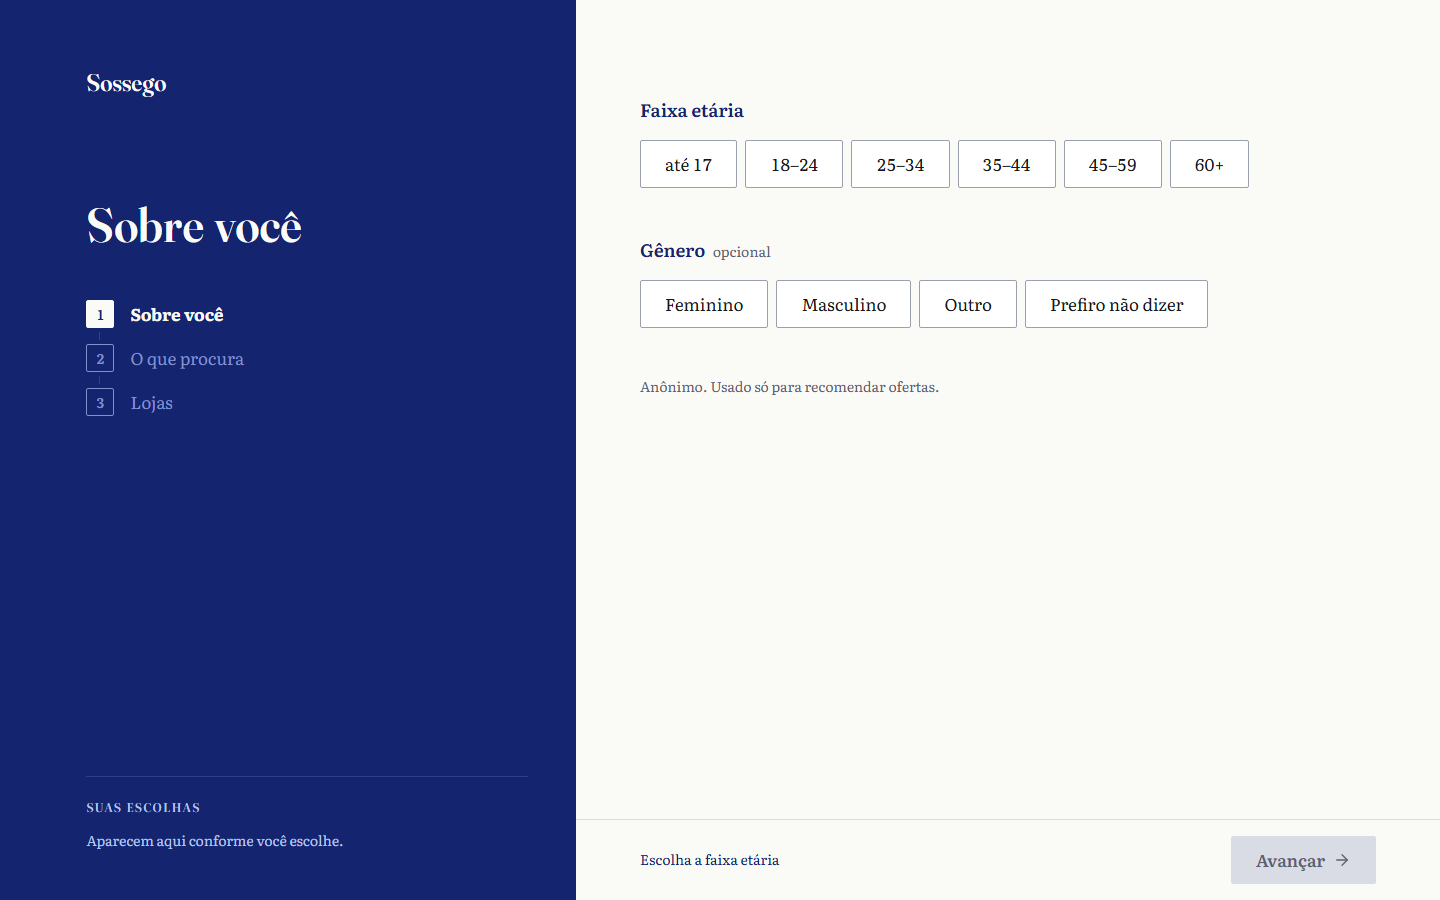 Sossego
Sobre você
1 Sobre você
2 O que procura
3 Lojas
SUAS ESCOLHAS
Aparecem aqui conforme você escolhe.
Faixa etária
até 17 18–24 25–34 35–44 45–59 60+
Gênero opcional
Feminino Masculino Outro Prefiro não dizer
Anônimo. Usado só para recomendar ofertas.
Escolha a faixa etária
Avançar →